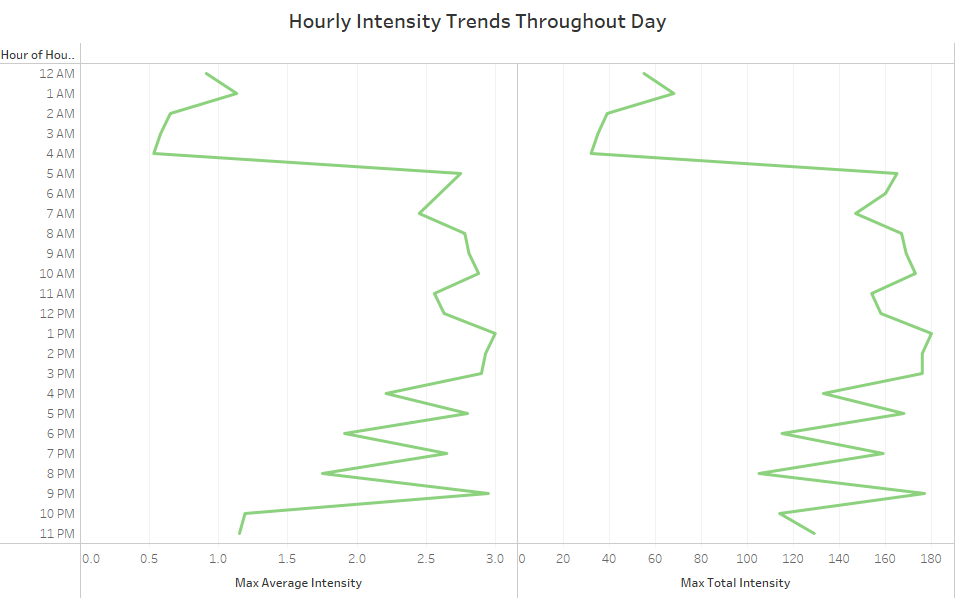 Hourly Intensity Trends Throughout Day
Hour of Hou..
12 AM
1 AM
2 AM
3 AM
4 AM
5 AM
6 AM
7 AM
8 AM
9 AM
10 AM
11 AM
12 PM
1 PM
2 PM
3 PM
4 PM
5 PM
6 PM
7 PM
8 PM
9 PM
10 PM
11 PM
0.0 0.5 1.0 1.5 2.0 2.5 3.0 0 20 40 60 80 100 120 140 160 180
Max Average Intensity Max Total Intensity